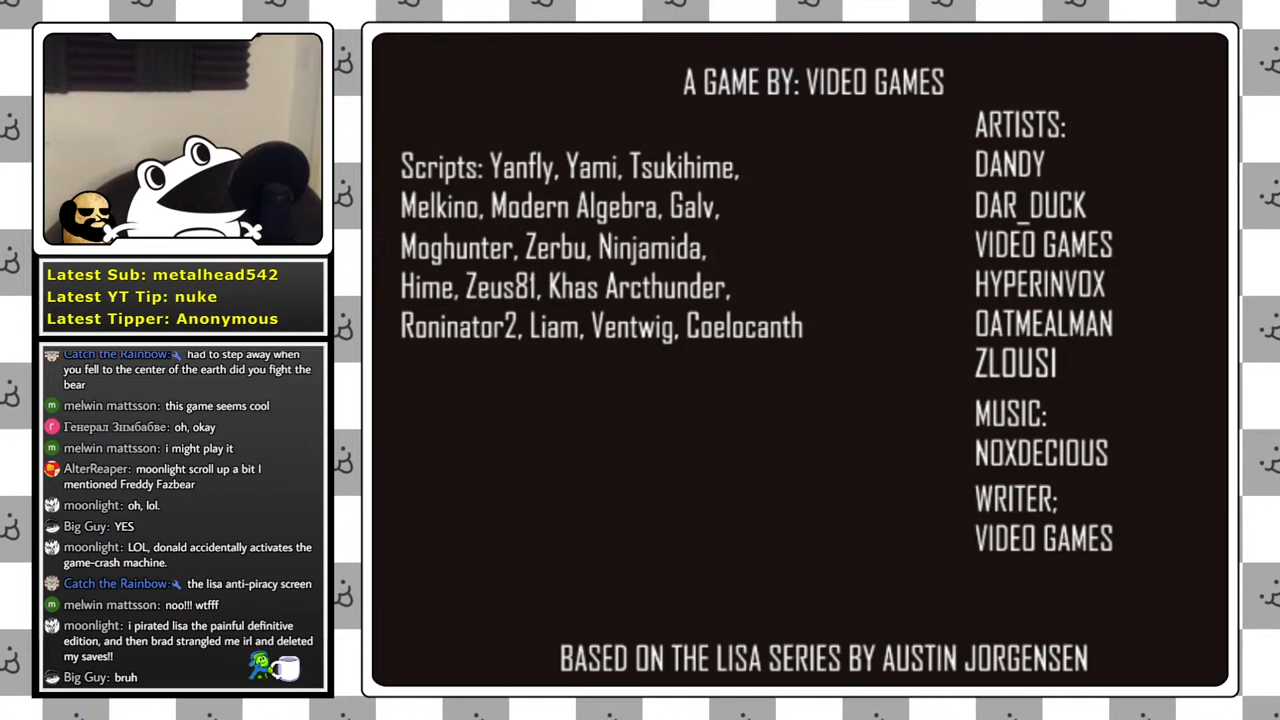 Latest Sub: metalhead542
Latest YT Tip: nuke
Latest Tipper: Anonymous
Catch the Rainbow: had to step away when
you fell to the center of the earth did you fight the
bear
m melwin mattsson: this game seems cool
Г Генерал Зимбабве: oh, okay
m melwin mattsson: i might play it
AlterReaper: moonlight scroll up a bit I
mentioned Freddy Fazbear
moonlight: oh, lol.
Big Guy: YES
moonlight: LOL, donald accidentally activates the
game-crash machine.
Catch the Rainbow: the lisa anti-piracy screen
m melwin mattsson: noo!!! wtfff
moonlight: i pirated lisa the painful definitive
edition, and then brad strangled me irl and deleted
my saves!!
Big Guy: bruh
A GAME BY: VIDEO GAMES
Scripts: Yanfly, Yami, Tsukihime,
Melkino, Modern Algebra, Galv,
Moghunter, Zerbu, Ninjamida,
Hime, Zeus81, Khas Arcthunder,
Roninator2, Liam, Ventwig, Coelocanth
ARTISTS:
DANDY
DAR_DUCK
VIDEO GAMES
HYPERINVOX
OATMEALMAN
ZLOUSI
MUSIC:
NOXDECIOUS
WRITER;
VIDEO GAMES
BASED ON THE LISA SERIES BY AUSTIN JORGENSEN